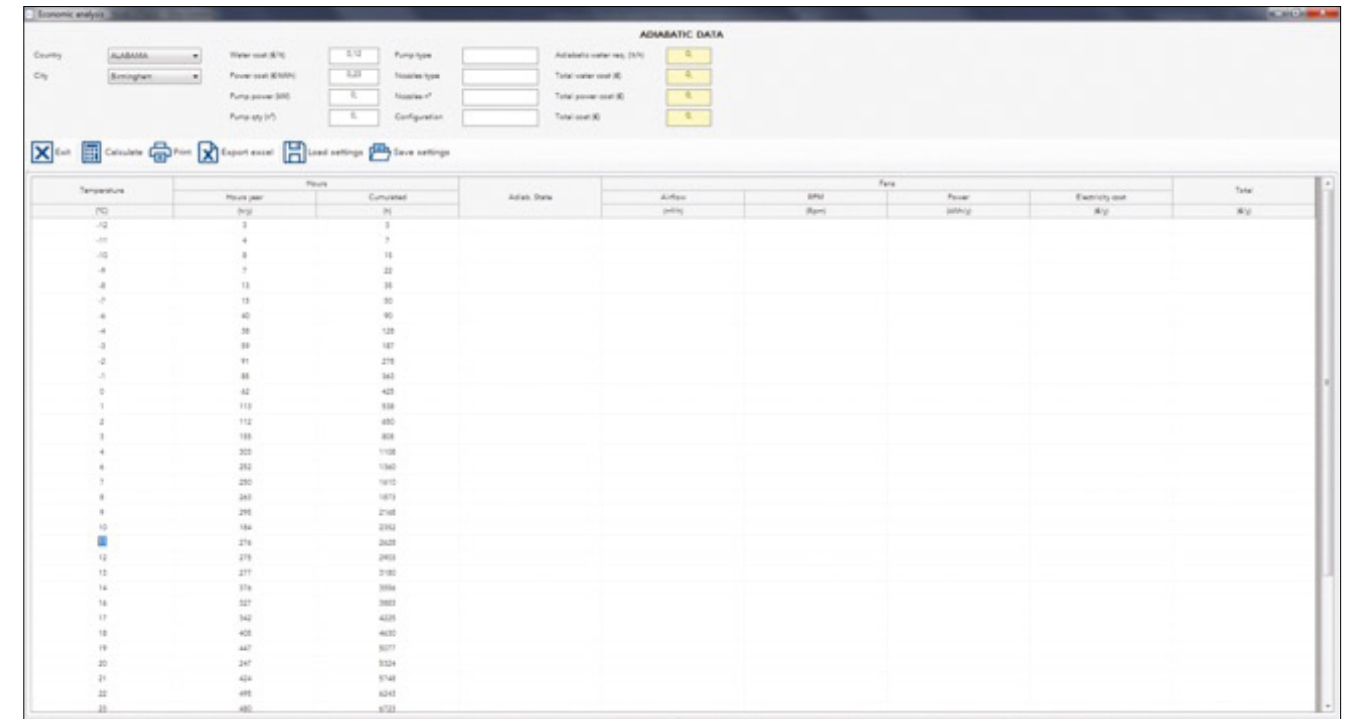 Economic analysis
ADIABATIC DATA
Country ALABAMA Water cost (€/t) 0,12 Pump type Adiabatic water req. (t/h) 0,
City Birmingham Power cost (€/kWh) 0,23 Nozzles type Total water cost (€) 0,
Pump power (kW) 0, Nozzles n° Total power cost (€) 0,
Pump qty (n°) 0, Configuration Total cost (€) 0,
Exit Calculate Print Export excel Load settings Save settings
Temperature Hours Adiab. State Fans Total
Hours year Cumulated Airflow RPM Power Electricity cost
(°C) (h/y) (h) (m³/h) (Rpm) (kWh/y) (€/y) (€/y)
-12 3 3
-11 4 7
-10 8 15
7 22
-8 13 35
-7 15 50
-6 40 90
-4 38 128
-3 59 187
-2 91 278
-1 85 363
0 62 425
1 113 538
2 112 650
3 808
4 1108
6 252 1360
7 250 1610
8 263 1873
9 295 2168
10 184 2352
276 2628
12 275 2903
13 277 3180
14 376 3556
16 327 3883
17 342 4225
18 405 4630
19 447 5077
20 247 5324
21 424 5748
22 495 6243
23 480 6723